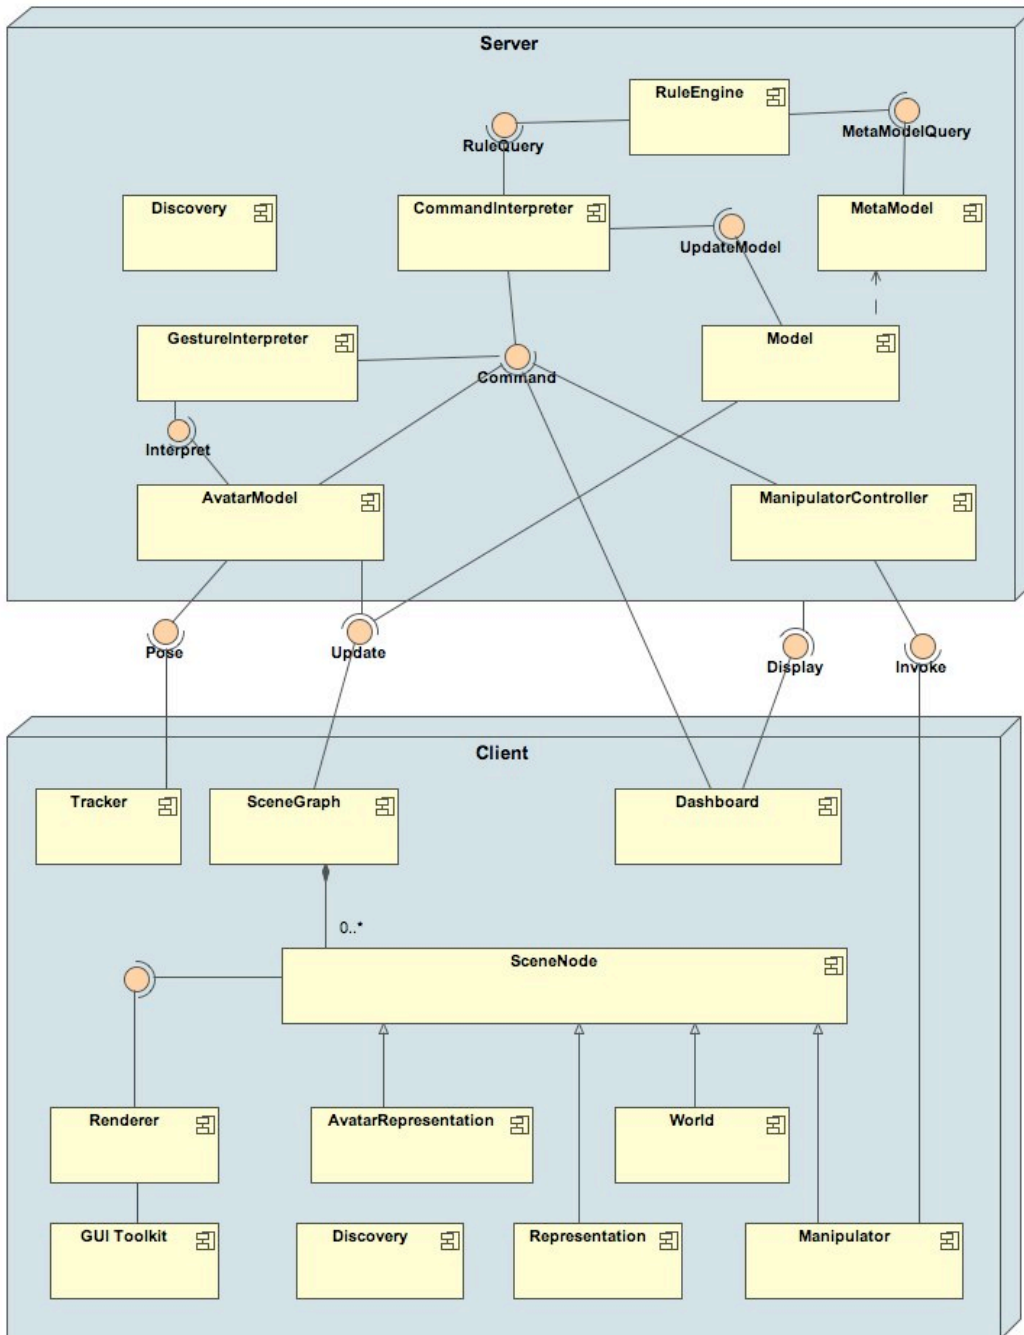 Server
RuleEngine
RuleQuery
MetaModelQuery
Discovery
CommandInterpreter
MetaModel
UpdateModel
GestureInterpreter
Model
Command
Interpret
AvatarModel
ManipulatorController
Pose
Update
Display
Invoke
Client
Tracker
SceneGraph
Dashboard
0..*
SceneNode
Renderer
AvatarRepresentation
World
GUI Toolkit
Discovery
Representation
Manipulator